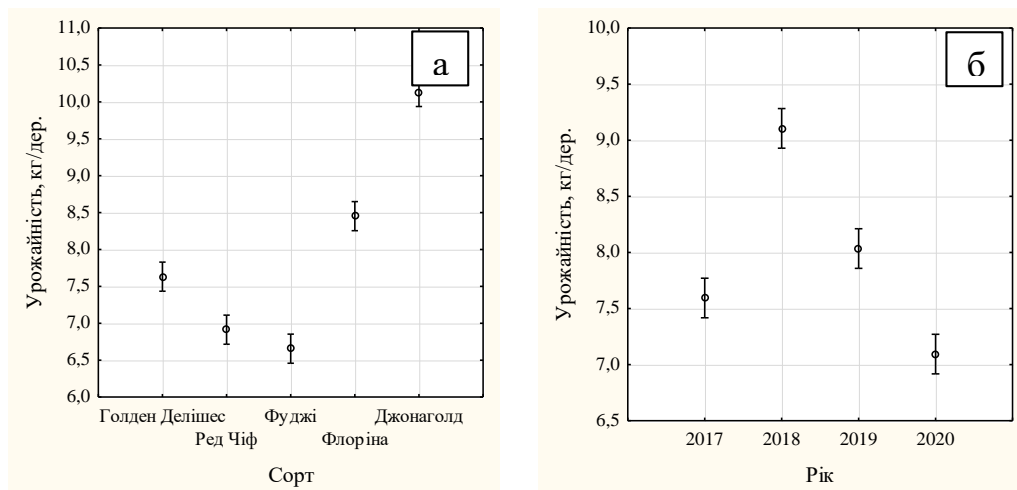 11,0
10,5
10,0
9,5
9,0
8,5
8,0
7,5
7,0
6,5
6,0
Урожайність, кг/дер.
а
Голден Делішес
Фуджі
Джонаголд
Ред Чіф
Флоріна
Сорт
10,0
9,5
9,0
8,5
8,0
7,5
7,0
6,5
Урожайність, кг/дер.
б
2017
2018
2019
2020
Рік